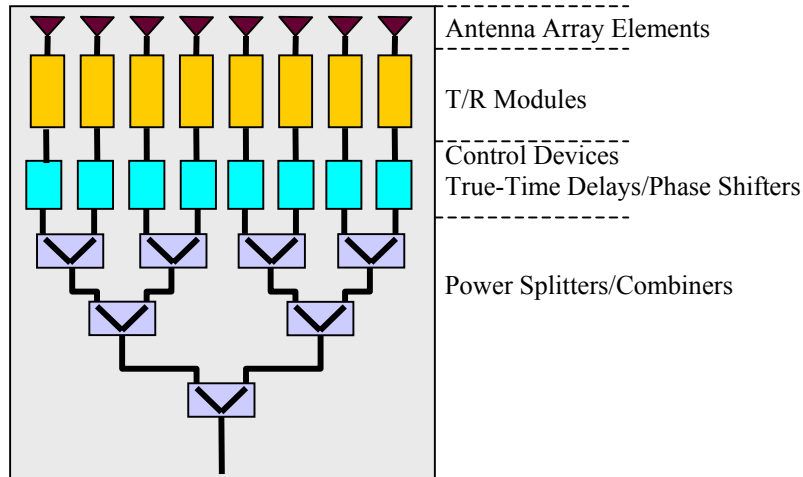 Antenna Array Elements
T/R Modules
Control Devices
True-Time Delays/Phase Shifters
Power Splitters/Combiners